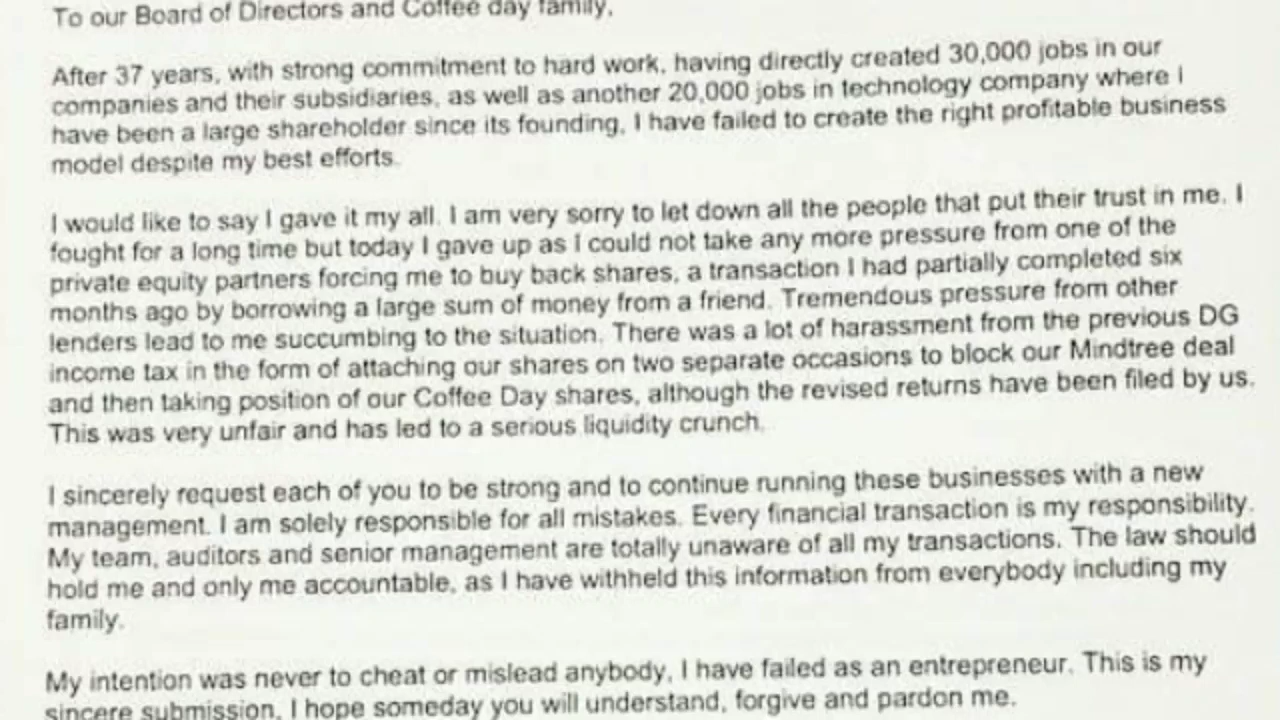 To our Board of Directors and Coffee day family,
After 37 years, with strong commitment to hard work, having directly created 30,000 jobs in our
companies and their subsidiaries, as well as another 20,000 jobs in technology company where I
have been a large shareholder since its founding, I have failed to create the right profitable business
model despite my best efforts.
I would like to say I gave it my all. I am very sorry to let down all the people that put their trust in me. I
fought for a long time but today I gave up as I could not take any more pressure from one of the
private equity partners forcing me to buy back shares, a transaction I had partially completed six
months ago by borrowing a large sum of money from a friend. Tremendous pressure from other
lenders lead to me succumbing to the situation. There was a lot of harassment from the previous DG
income tax in the form of attaching our shares on two separate occasions to block our Mindtree deal
and then taking position of our Coffee Day shares, although the revised returns have been filed by us.
This was very unfair and has led to a serious liquidity crunch.
I sincerely request each of you to be strong and to continue running these businesses with a new
management. I am solely responsible for all mistakes. Every financial transaction is my responsibility.
My team, auditors and senior management are totally unaware of all my transactions. The law should
hold me and only me accountable, as I have withheld this information from everybody including my
family.
My intention was never to cheat or mislead anybody, I have failed as an entrepreneur. This is my
sincere submission, I hope someday you will understand, forgive and pardon me.